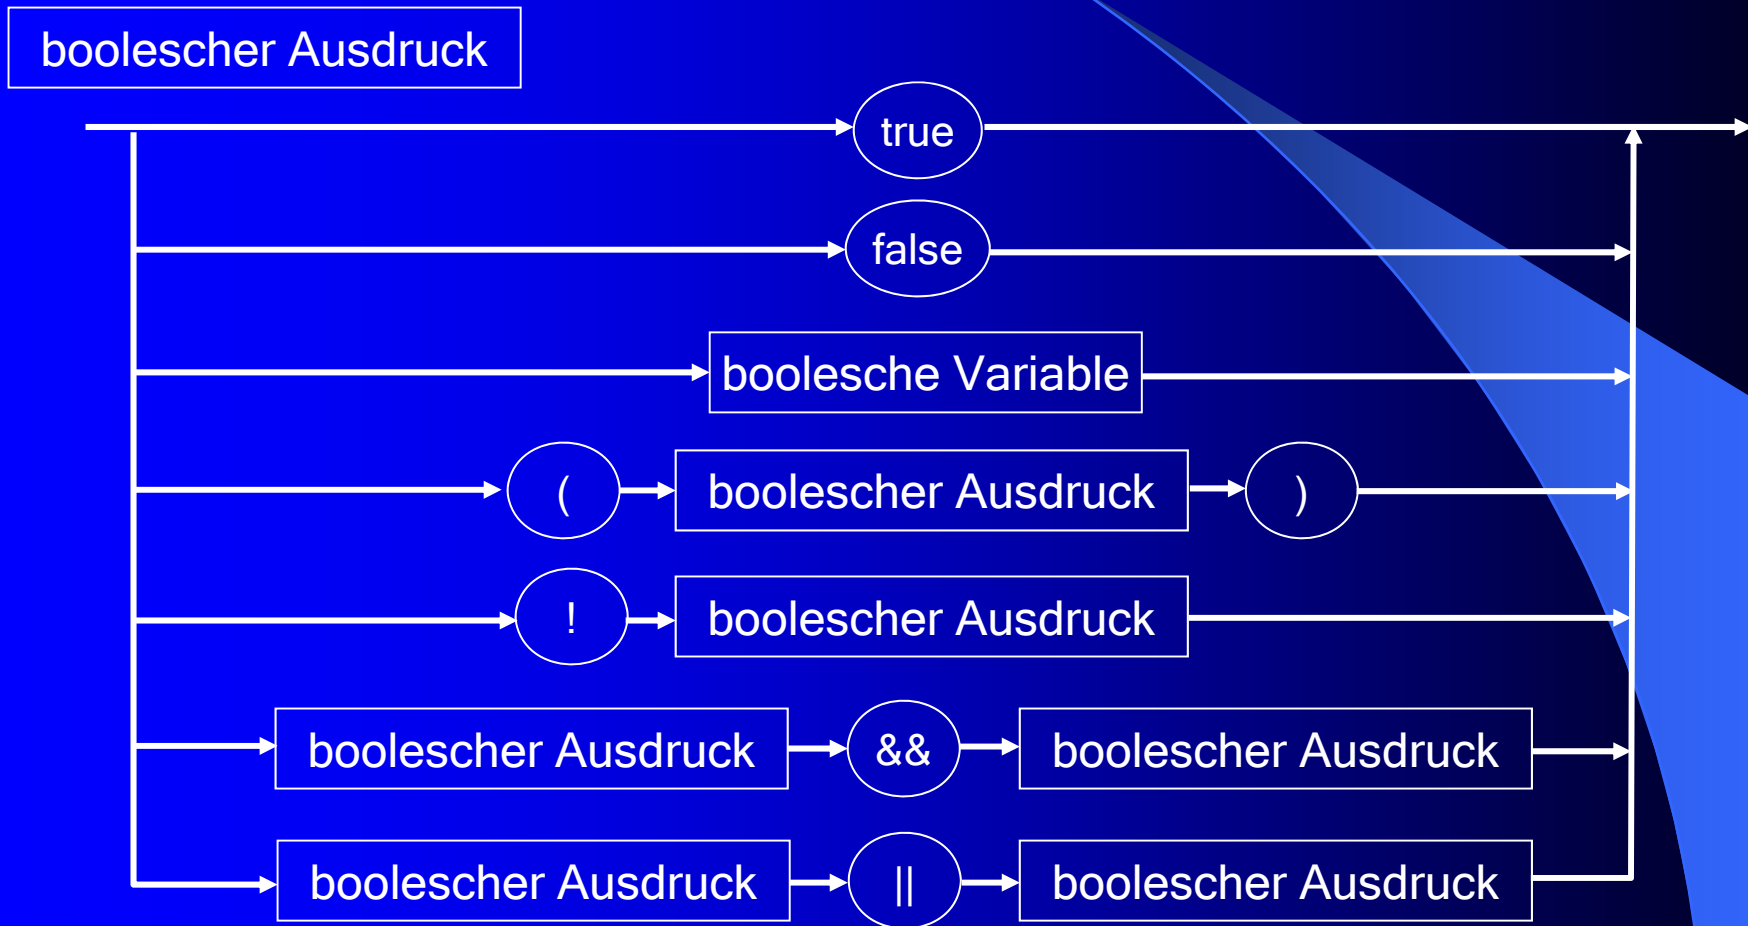 boolescher Ausdruck
true
false
boolesche Variable
( boolescher Ausdruck )
! boolescher Ausdruck
boolescher Ausdruck && boolescher Ausdruck
boolescher Ausdruck || boolescher Ausdruck